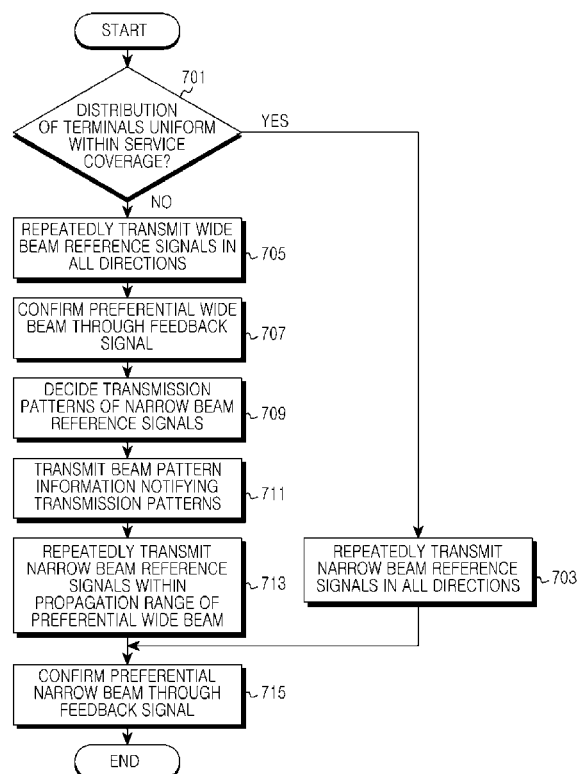 START
701
DISTRIBUTION
OF TERMINALS UNIFORM
WITHIN SERVICE
COVERAGE?
YES
NO
REPEATEDLY TRANSMIT WIDE
BEAM REFERENCE SIGNALS IN
ALL DIRECTIONS
705
CONFIRM PREFERENTIAL WIDE
BEAM THROUGH FEEDBACK
SIGNAL
707
DECIDE TRANSMISSION
PATTERNS OF NARROW BEAM
REFERENCE SIGNALS
709
TRANSMIT BEAM PATTERN
INFORMATION NOTIFYING
TRANSMISSION PATTERNS
711
REPEATEDLY TRANSMIT
NARROW BEAM REFERENCE
SIGNALS WITHIN
PROPAGATION RANGE OF
PREFERENTIAL WIDE BEAM
713
REPEATEDLY TRANSMIT
NARROW BEAM REFERENCE
SIGNALS IN ALL DIRECTIONS
703
CONFIRM PREFERENTIAL
NARROW BEAM THROUGH
FEEDBACK SIGNAL
715
END